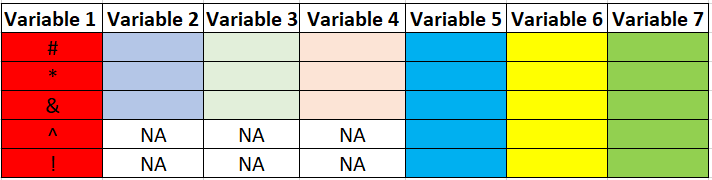 Variable 1 Variable 2 Variable 3 Variable 4 Variable 5 Variable 6 Variable 7
#
*
&
^ NA NA NA
! NA NA NA